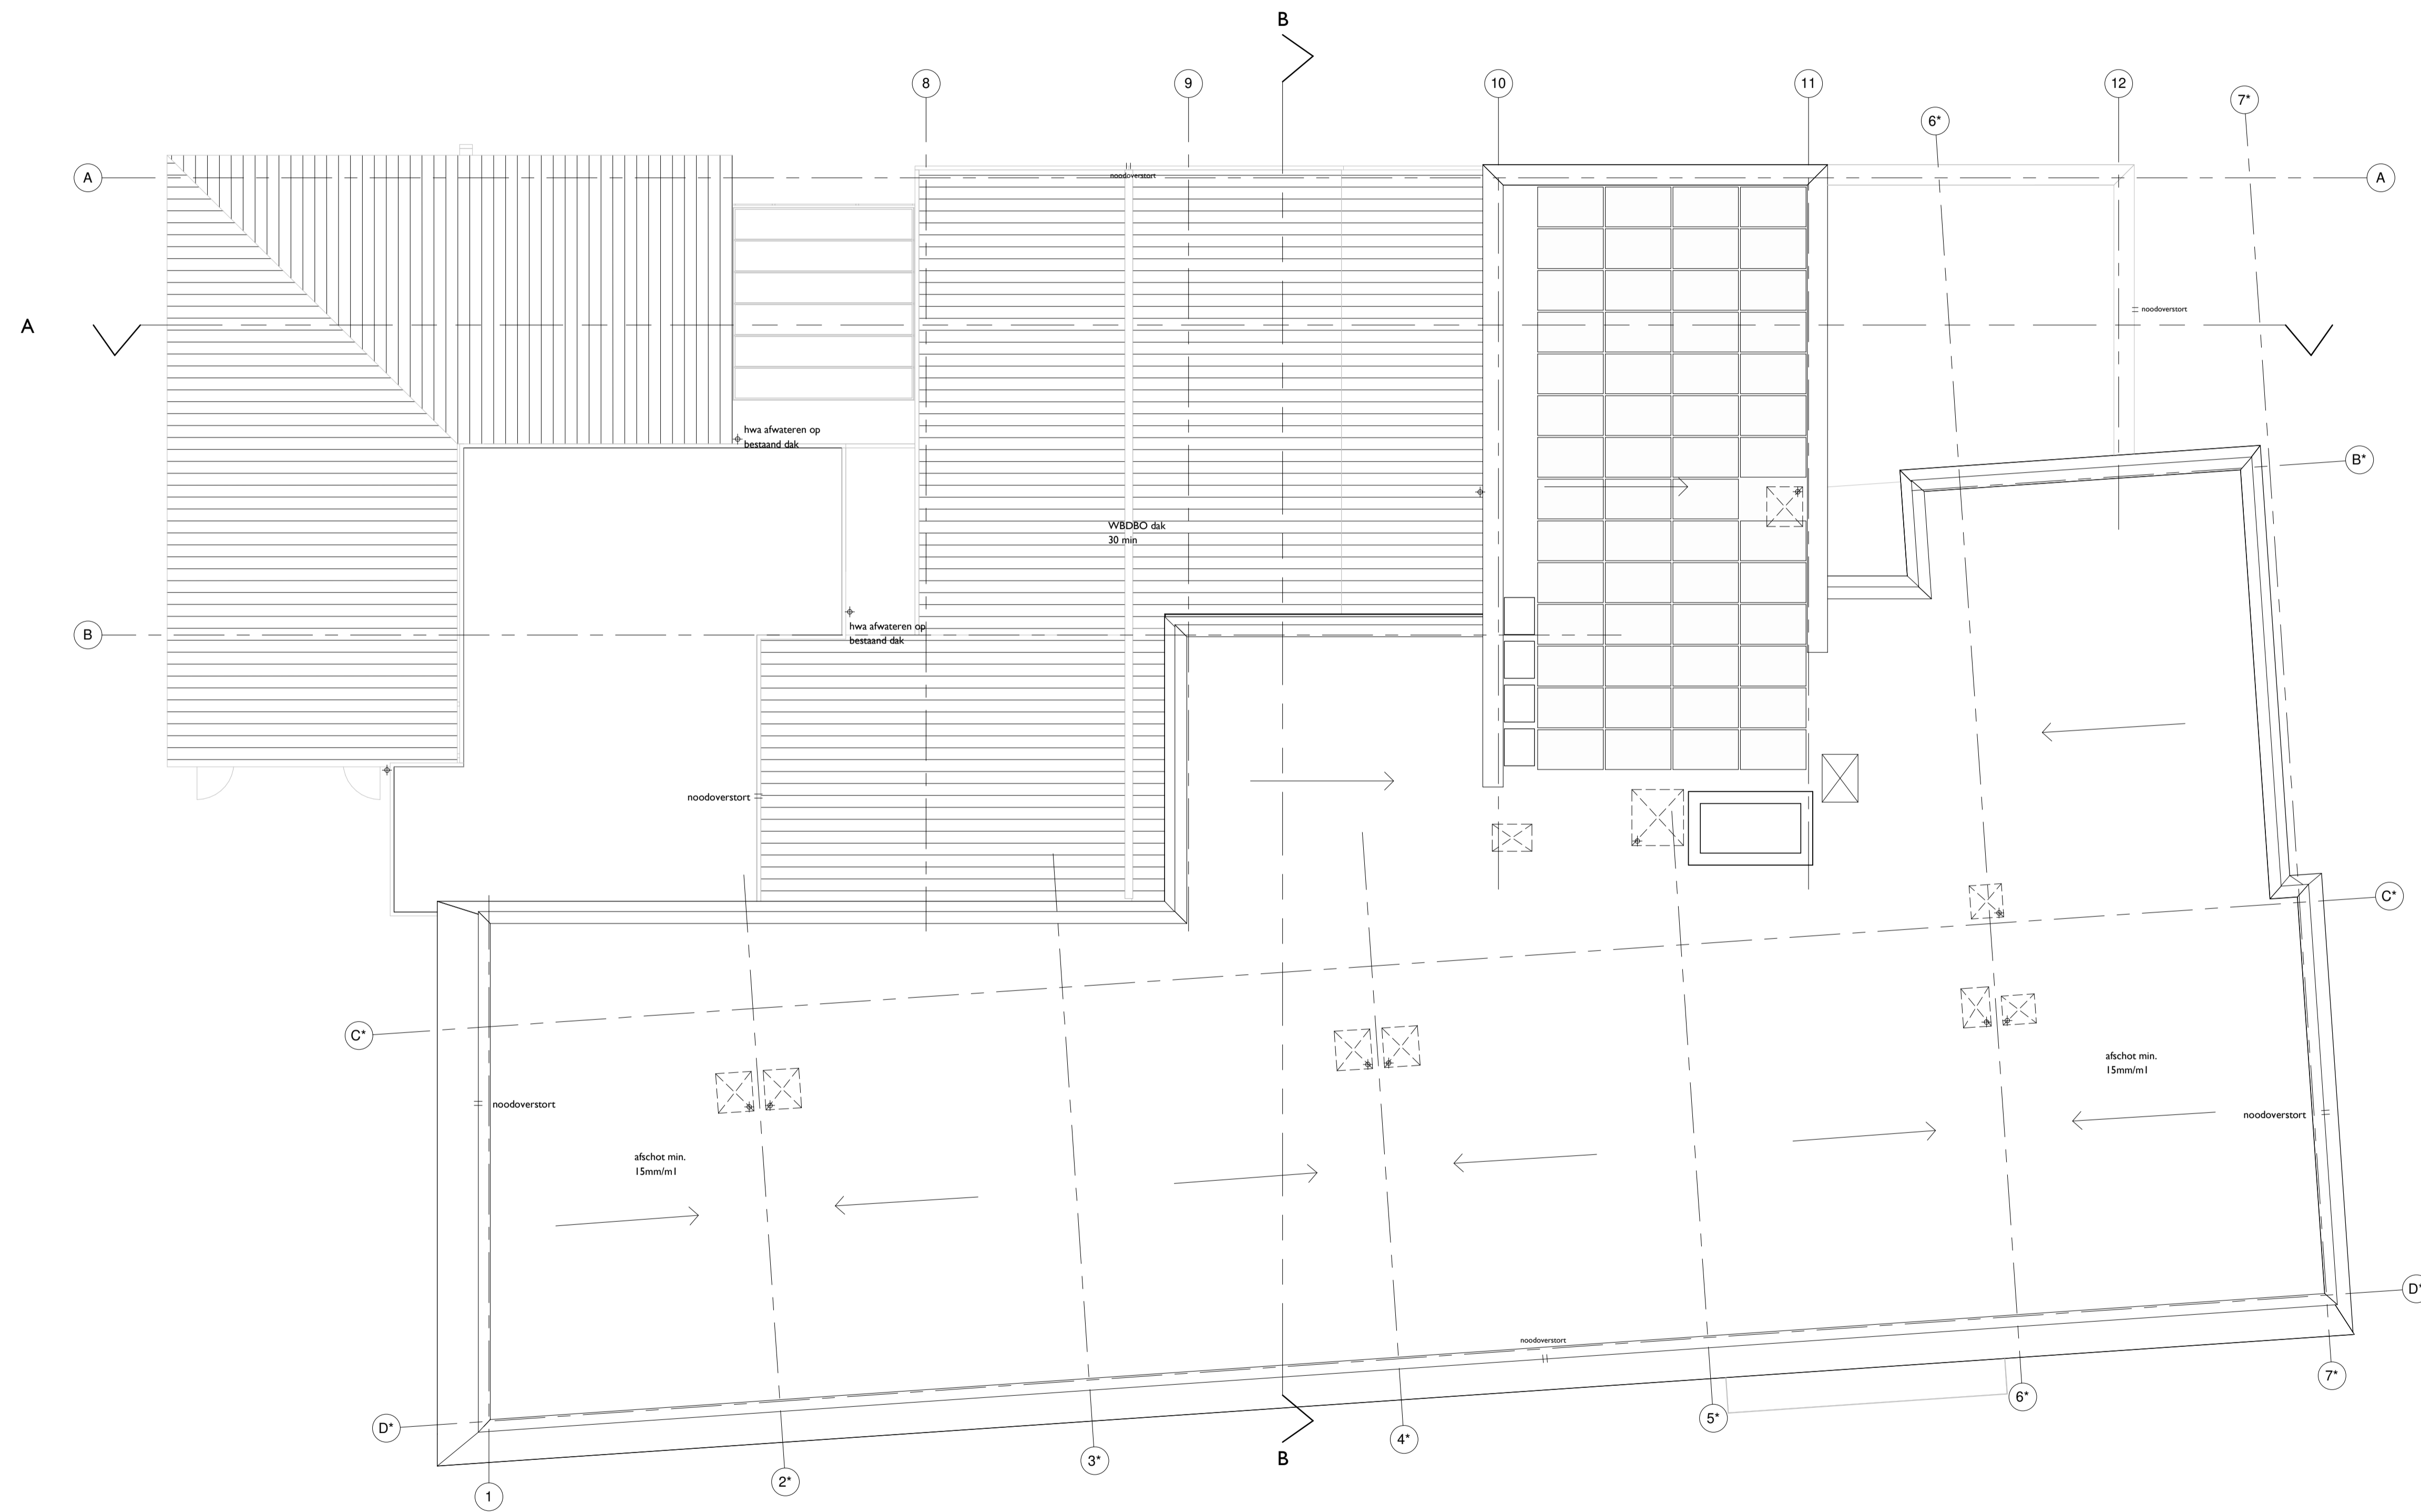 B
8
9
10
11
12
7*
6*
A
noodoverstort
A
noodoverstort
A
hwa afwateren op
bestaand dak
B*
WBDBO dak
30 min
hwa afwateren op
bestaand dak
B
noodoverstort
C*
C*
afschot min.
15mm/m1
noodoverstort
noodoverstort
afschot min.
15mm/m1
D*
noodoverstort
7*
6*
5*
D*
4*
B
3*
2*
1